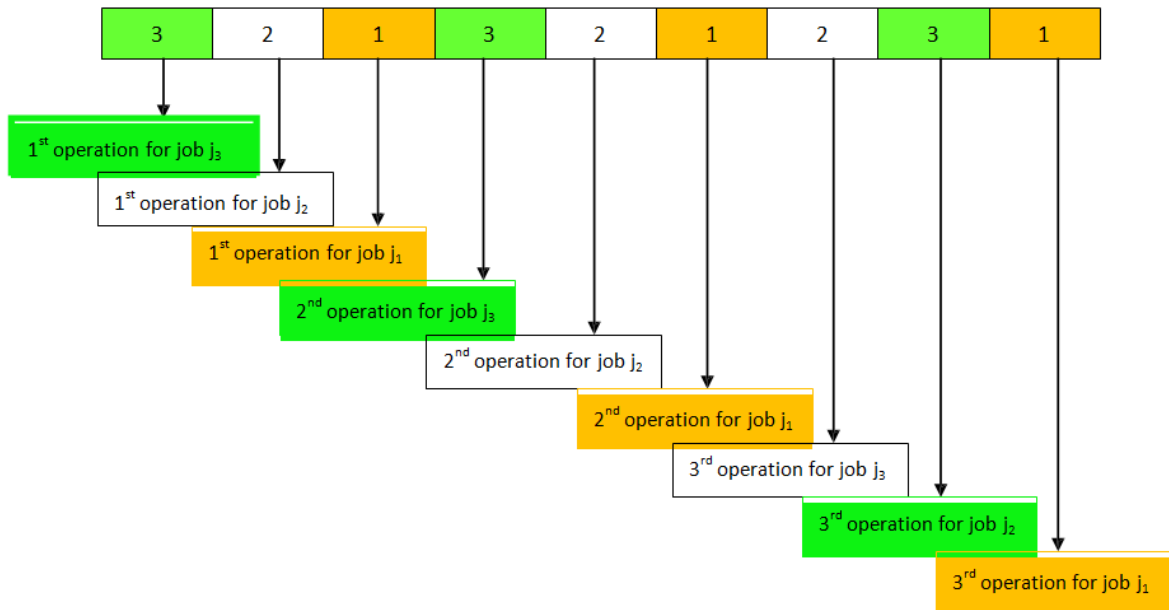 3 2 1 3 2 1 2 3 1
1st operation for job j3
1st operation for job j2
1st operation for job j1
2nd operation for job j3
2nd operation for job j2
2nd operation for job j1
3rd operation for job j3
3rd operation for job j2
3rd operation for job j1